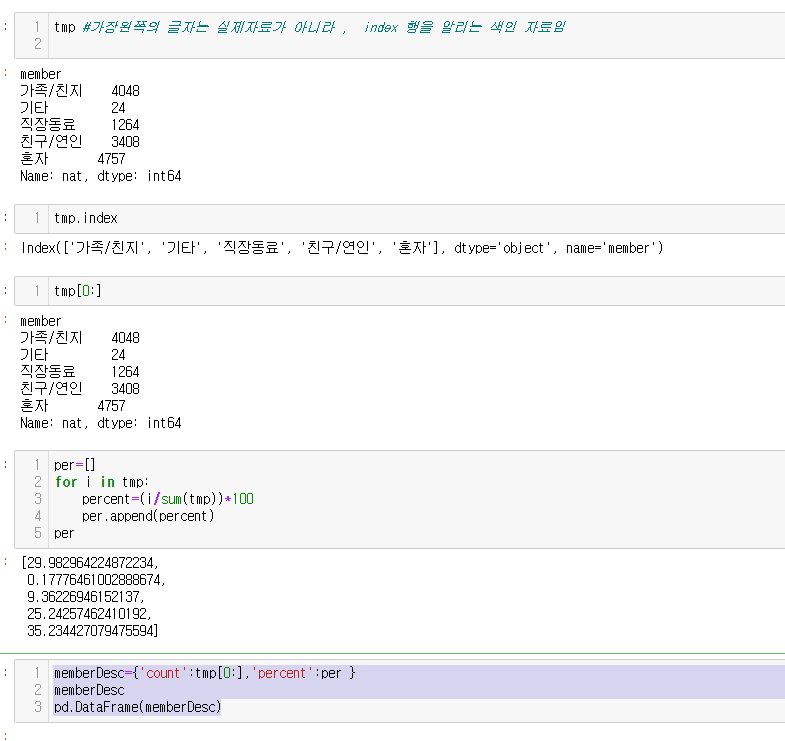 1 tmp #가장왼쪽의 글자는 실제자료가 아니라 , index 행을 알리는 색인 자료임
2
member
가족/친지 4048
기타 24
직장동료 1264
친구/연인 3408
혼자 4757
Name: nat, dtype: int64
1 tmp.index
Index(['가족/친지', '기타', '직장동료', '친구/연인', '혼자'], dtype='object', name='member')
1 tmp[0:]
member
가족/친지 4048
기타 24
직장동료 1264
친구/연인 3408
혼자 4757
Name: nat, dtype: int64
1 per=[]
2 for i in tmp:
3 percent=(i/sum(tmp))*100
4 per.append(percent)
5 per
[29.982964224872234,
0.17776461002888674,
9.36226946152137,
25.24257462410192,
35.234427079475594]
1 memberDesc={'count':tmp[0:],'percent':per }
2 memberDesc
3 pd.DataFrame(memberDesc)